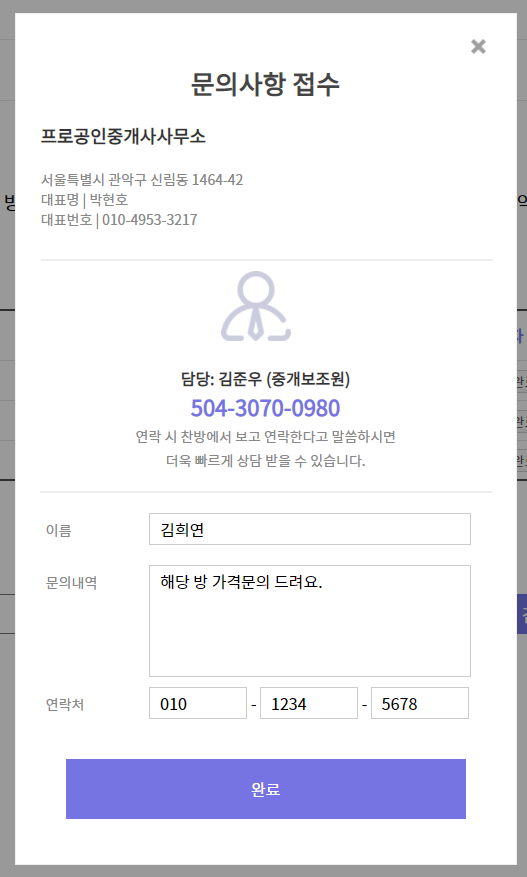 문의사항 접수
프로공인중개사사무소
서울특별시 관악구 신림동 1464-42
대표명 | 박현호
대표번호 | 010-4953-3217
담당: 김준우 (중개보조원)
504-3070-0980
연락 시 찬방에서 보고 연락한다고 말씀하시면
더욱 빠르게 상담 받을 수 있습니다.
이름 김희연
문의내역 해당 방 가격문의 드려요.
연락처 010 - 1234 - 5678
완료